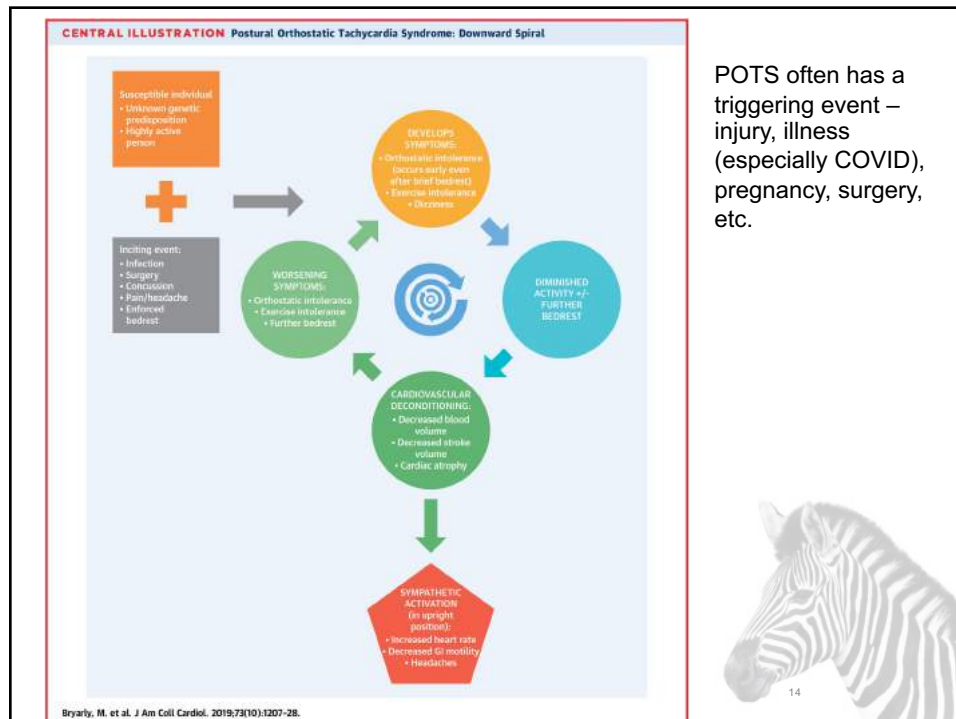 CENTRAL ILLUSTRATION Postural Orthostatic Tachycardia Syndrome: Downward Spiral
Susceptible individual
• Unknown genetic
predisposition
• Highly active
person
Inciting event:
• Infection
• Surgery
• Concussion
• Pain/headache
• Enforced
bedrest
DEVELOPS
SYMPTOMS:
• Orthostatic intolerance
(occurs early even
after brief bedrest)
• Exercise intolerance
• Dizziness
DIMINISHED
ACTIVITY +/-
FURTHER
BEDREST
CARDIOVASCULAR
DECONDITIONING:
• Decreased blood
volume
• Decreased stroke
volume
• Cardiac atrophy
WORSENING
SYMPTOMS:
• Orthostatic intolerance
• Exercise intolerance
• Further bedrest
SYMPATHETIC
ACTIVATION
(in upright
position):
• Increased heart rate
• Decreased GI motility
• Headaches
Bryarly, M. et al. J Am Coll Cardiol. 2019;73(10):1207-28.
POTS often has a
triggering event –
injury, illness
(especially COVID),
pregnancy, surgery,
etc.
14